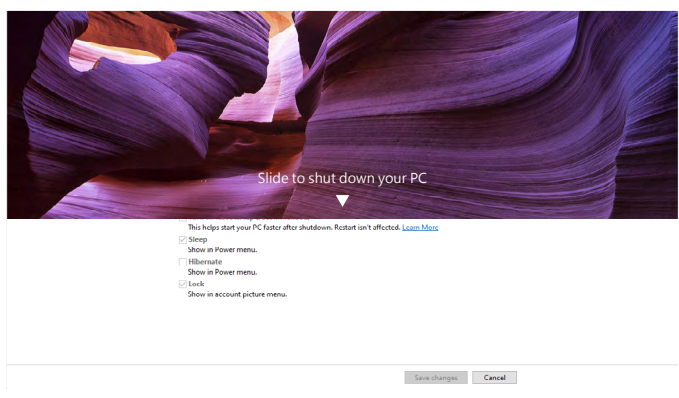 Slide to shut down your PC
This helps start your PC faster after shutdown. Restart isn't affected. Learn More
Sleep
Show in Power menu.
Hibernate
Show in Power menu.
Lock
Show in account picture menu.
Save changes
Cancel